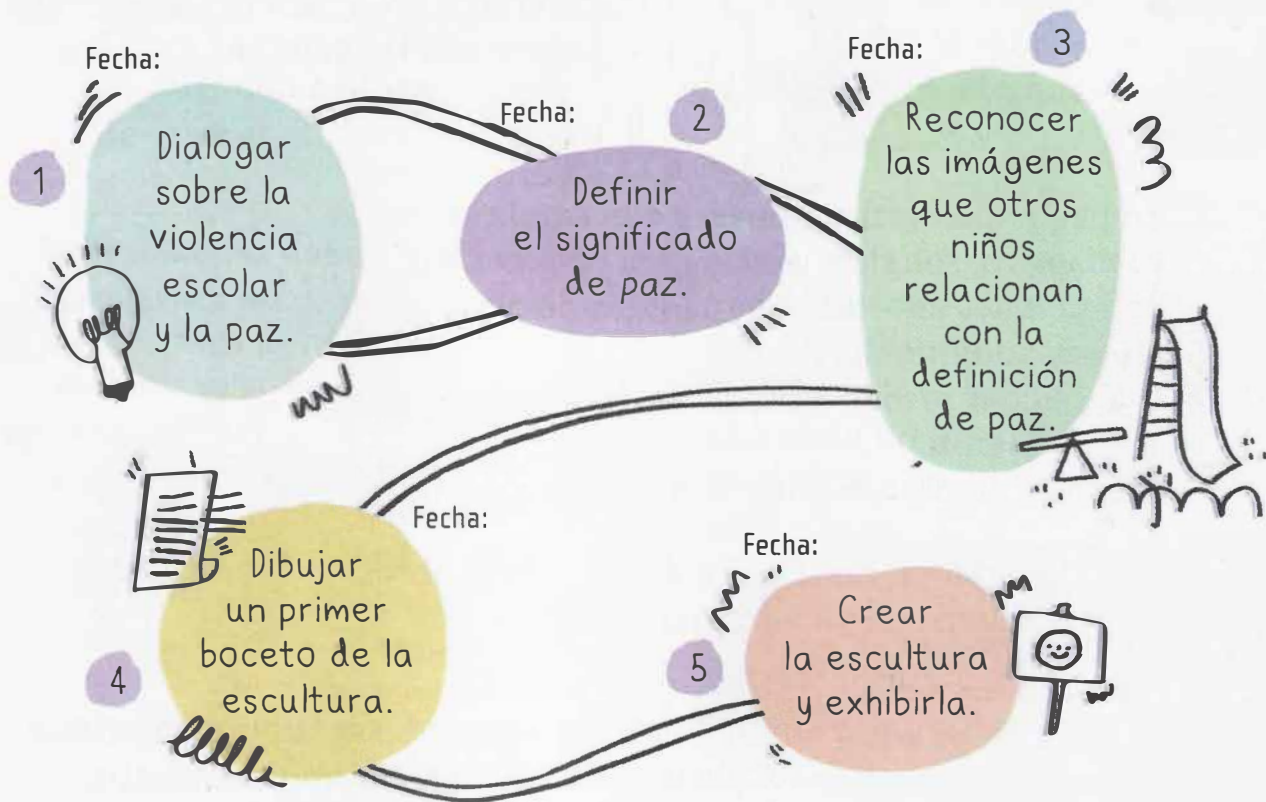 Fecha:
1
Dialogar
sobre la
violencia
escolar
y la paz.
Fecha:
2
Definir
el significado
de paz.
Fecha:
3
Reconocer
las imágenes
que otros
niños
relacionan
con la
definición
de paz.
Fecha:
4
Dibujar
un primer
boceto de la
escultura.
Fecha:
5
Crear
la escultura
y exhibirla.